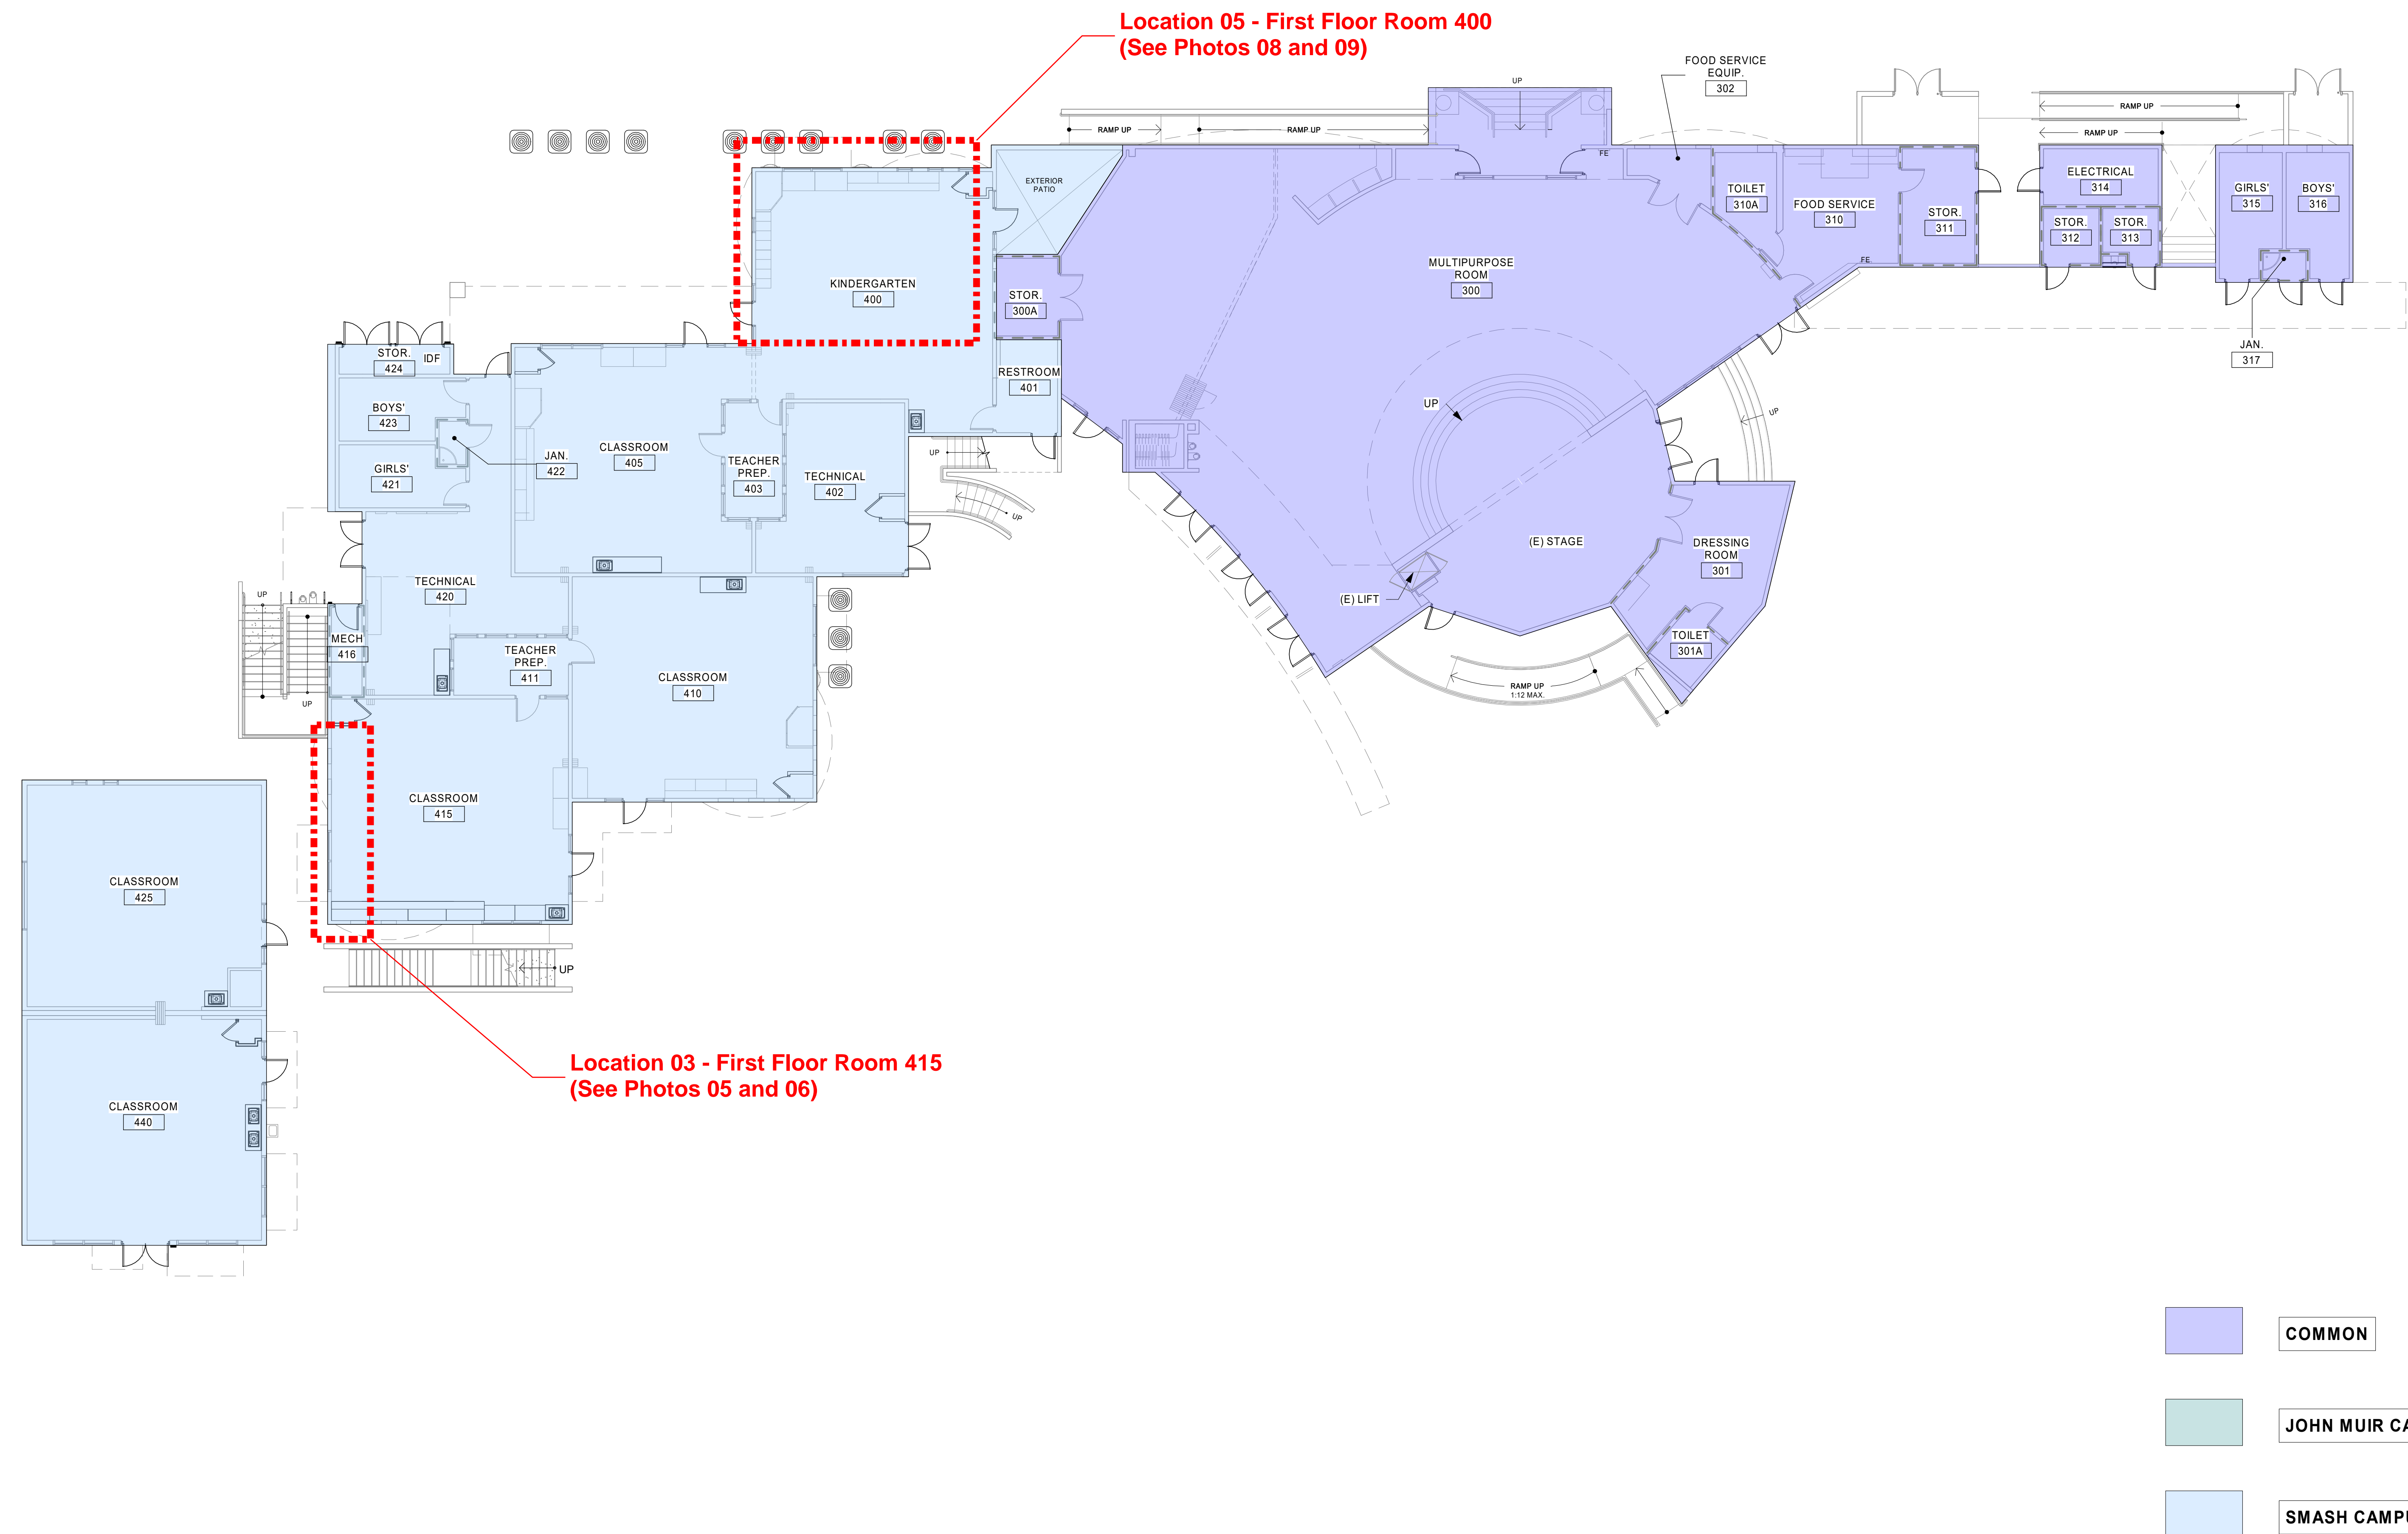 Location 05 - First Floor Room 400
(See Photos 08 and 09)
FOOD SERVICE
EQUIP.
302
UP
RAMP UP
RAMP UP
RAMP UP
RAMP UP
FE
EXTERIOR
PATIO
TOILET
310A
FOOD SERVICE
310
STOR.
311
ELECTRICAL
314
STOR.
312
STOR.
313
GIRLS'
315
BOYS'
316
FE.
JAN.
317
KINDERGARTEN
400
STOR.
300A
MULTIPURPOSE
ROOM
300
RESTROOM
401
STOR.
424
IDF
BOYS'
423
GIRLS'
421
JAN.
422
CLASSROOM
405
TEACHER
PREP.
403
TECHNICAL
402
UP
UP
UP
UP
(E) STAGE
DRESSING
ROOM
301
(E) LIFT
TOILET
301A
RAMP UP
1:12 MAX.
TECHNICAL
420
UP
MECH
416
UP
TEACHER
PREP.
411
CLASSROOM
410
CLASSROOM
415
CLASSROOM
425
UP
Location 03 - First Floor Room 415
(See Photos 05 and 06)
CLASSROOM
440
COMMON
JOHN MUIR CA
SMASH CAMP